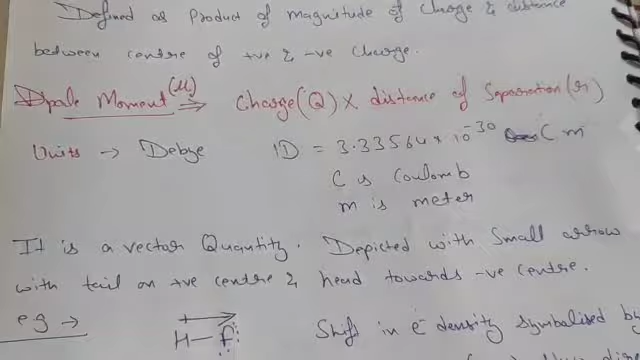 Defined as Product of magnitude of Charge & distance
between centre of +ve & -ve charge.
Dipole Moment (μ) ⇒ Charge (Q) × distance of Separation (r)
Units → Debye 1D = 3.33564 × 10^-30 C m
C is Coulomb
m is meter
It is a vector Quantity. Depicted with Small arrow
with tail on +ve centre & head towards -ve centre.
eg → H—F Shift in e⁻ density symbolised by